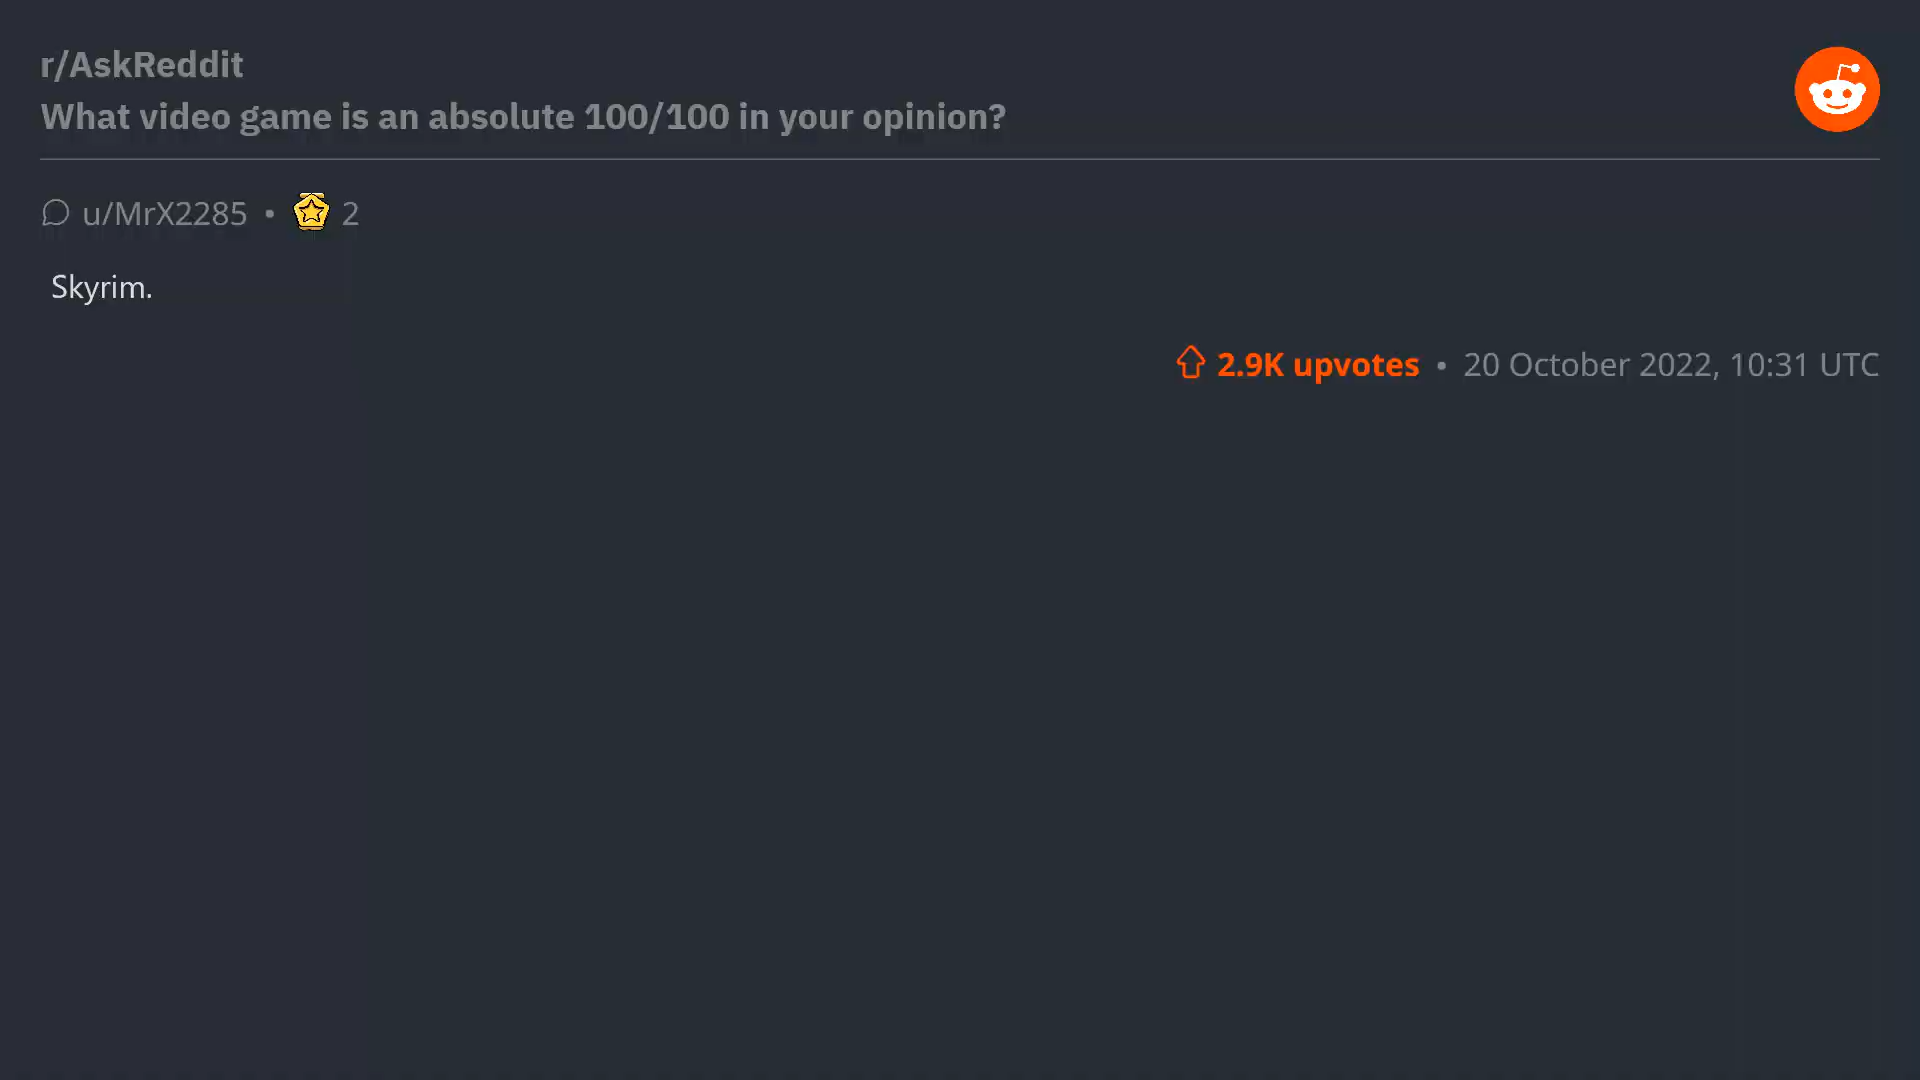 r/AskReddit
What video game is an absolute 100/100 in your opinion?
u/MrX2285 • 2
Skyrim.
2.9K upvotes • 20 October 2022, 10:31 UTC